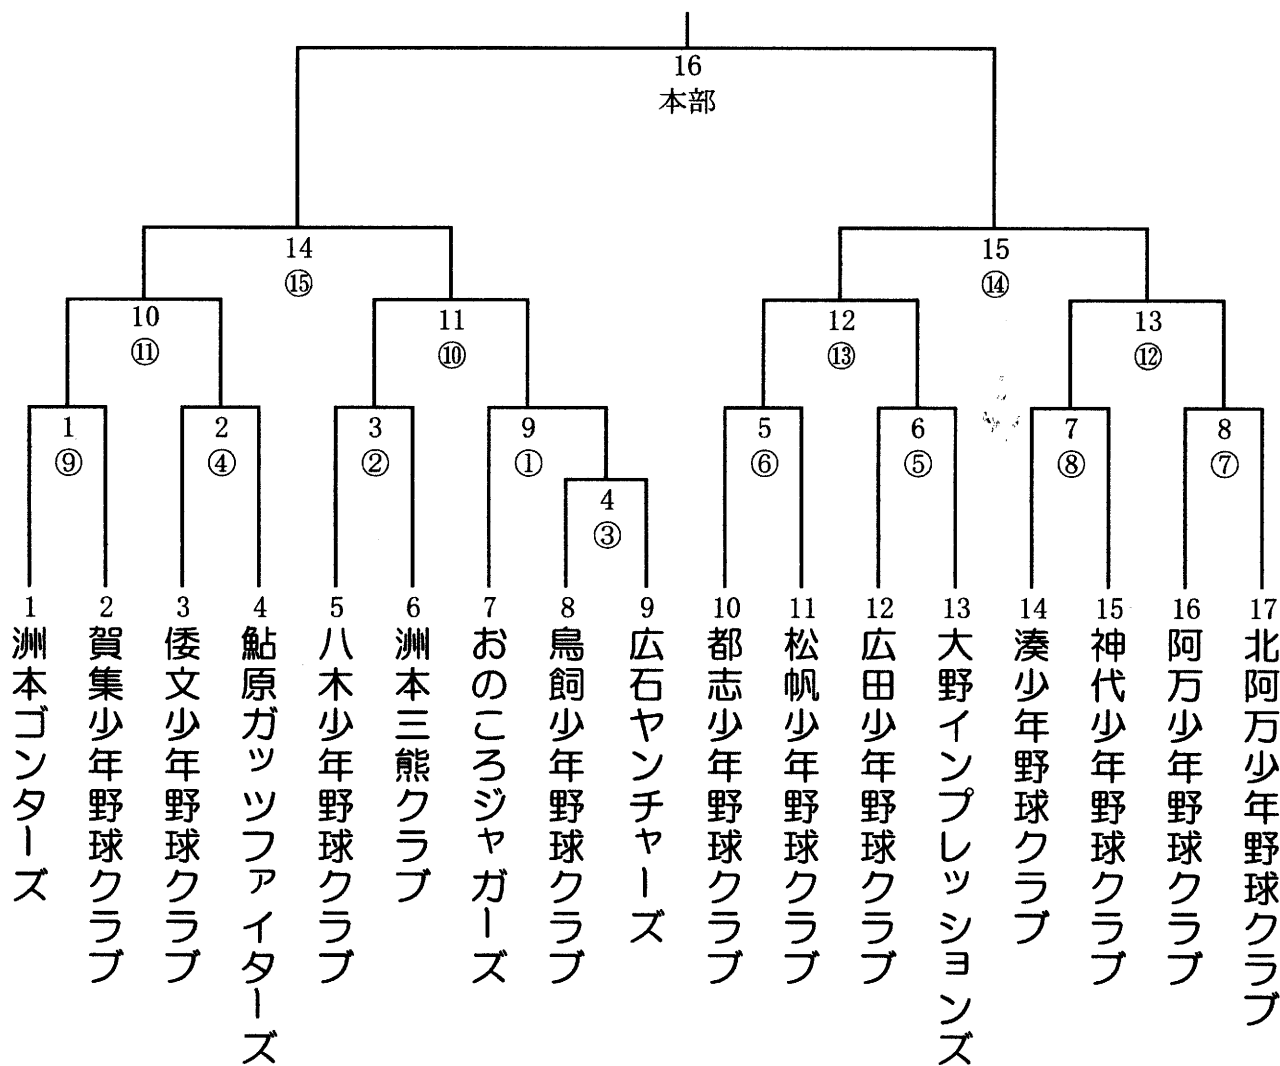 16
本部
14
⑮
15
⑭
10
⑪
11
⑩
12
⑬
13
⑫
1
⑨
2
④
3
②
9
①
5
⑥
6
⑤
7
⑧
8
⑦
4
③
1
洲本ゴンターズ
2
賀集少年野球クラブ
3
倭文少年野球クラブ
4
鮎原ガッツファイターズ
5
八木少年野球クラブ
6
洲本三熊クラブ
7
おのころジャガーズ
8
鳥飼少年野球クラブ
9
広石ヤンチャーズ
10
都志少年野球クラブ
11
松帆少年野球クラブ
12
広田少年野球クラブ
13
大野インプレッションズ
14
湊少年野球クラブ
15
神代少年野球クラブ
16
阿万少年野球クラブ
17
北阿万少年野球クラブ